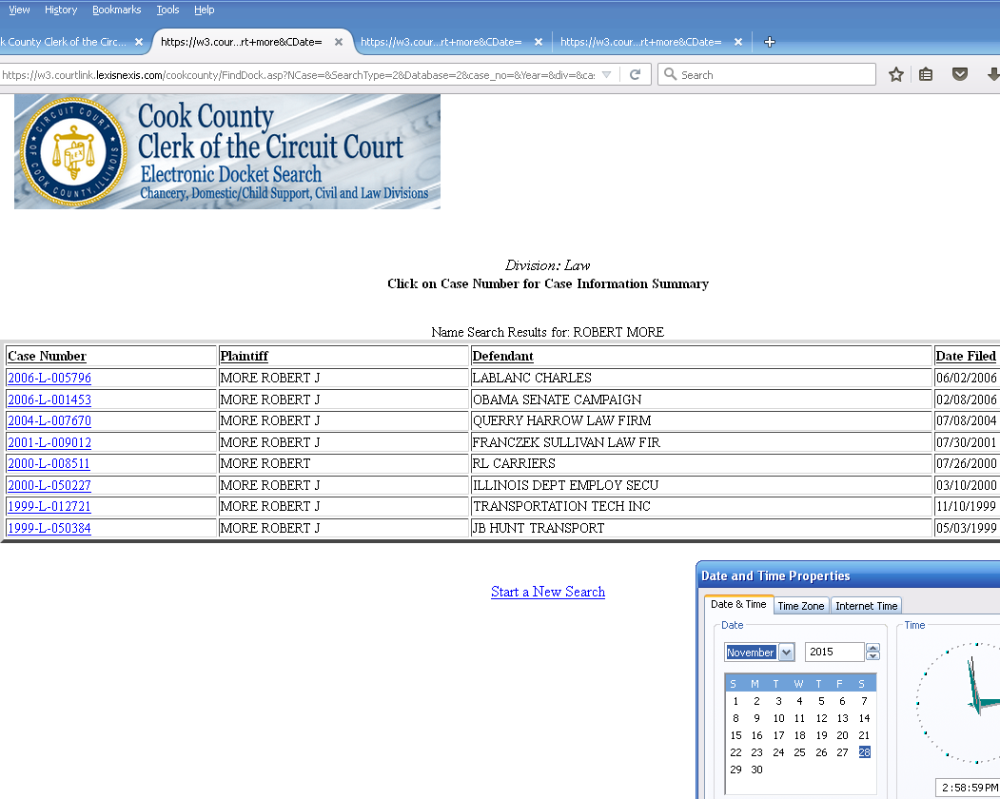 View History Bookmarks Tools Help
k County Clerk of the Circ... https://w3.cour...rt+more&CDate= https://w3.cour...rt+more&CDate= https://w3.cour...rt+more&CDate=
https://w3.courtlink.lexisnexis.com/cookcounty/FindDock.asp?NCase=&SearchType=2&Database=2&case_no=&Year=&div=&ca: Search
CIRCUIT COURT OF COOK COUNTY, ILLINOIS
Cook County
Clerk of the Circuit Court
Electronic Docket Search
Chancery, Domestic/Child Support, Civil and Law Divisions
Division: Law
Click on Case Number for Case Information Summary
Name Search Results for: ROBERT MORE
Case Number Plaintiff Defendant Date Filed
2006-L-005796 MORE ROBERT J LABLANC CHARLES 06/02/2006
2006-L-001453 MORE ROBERT J OBAMA SENATE CAMPAIGN 02/08/2006
2004-L-007670 MORE ROBERT J QUERRY HARROW LAW FIRM 07/08/2004
2001-L-009012 MORE ROBERT J FRANCZEK SULLIVAN LAW FIR 07/30/2001
2000-L-008511 MORE ROBERT RL CARRIERS 07/26/2000
2000-L-050227 MORE ROBERT J ILLINOIS DEPT EMPLOY SECU 03/10/2000
1999-L-012721 MORE ROBERT J TRANSPORTATION TECH INC 11/10/1999
1999-L-050384 MORE ROBERT J JB HUNT TRANSPORT 05/03/1999
Start a New Search
Date and Time Properties
Date & Time Time Zone Internet Time
Date Time
November 2015
S M T W T F S
1 2 3 4 5 6 7
8 9 10 11 12 13 14
15 16 17 18 19 20 21
22 23 24 25 26 27 28
29 30
2:58:59 PM